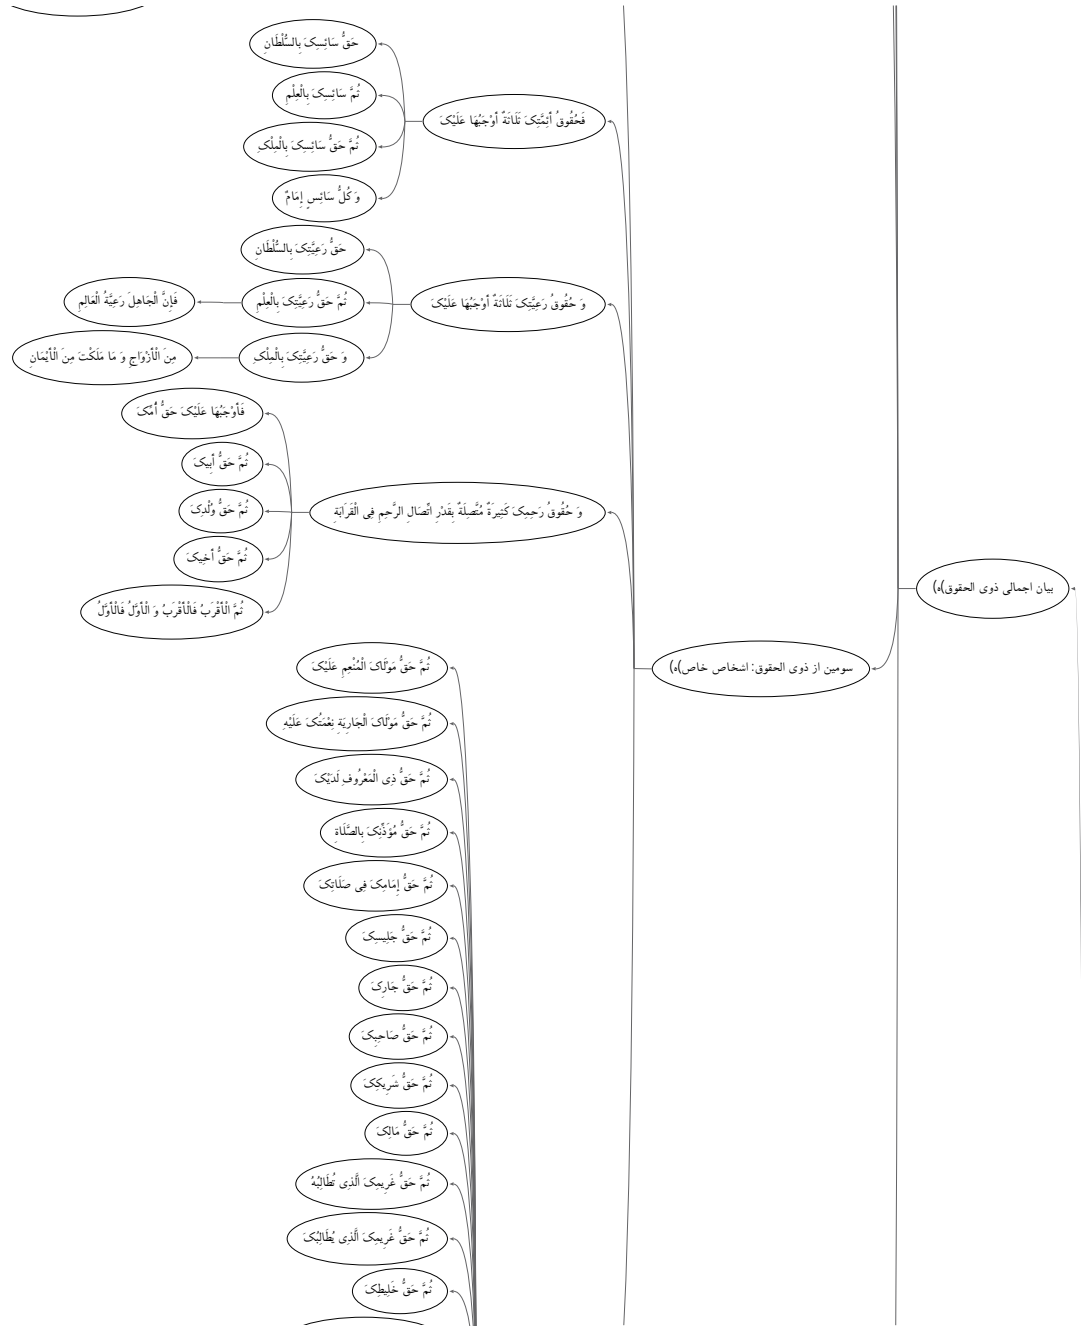 بیان اجمالی ذوی الحقوق)ه)
سومین از ذوی الحقوق: اشخاص خاص)ه)
فَحُقُوقُ أَئِمَّتِکَ ثَلَاثَةٌ أَوْجَبُهَا عَلَیْکَ
حَقُّ سَائِسِکَ بِالسُّلْطَانِ
ثُمَّ سَائِسِکَ بِالْعِلْمِ
ثُمَّ حَقُّ سَائِسِکَ بِالْمِلْکِ
وَ کُلُّ سَائِسٍ إِمَامٌ
وَ حُقُوقُ رَعِیَّتِکَ ثَلَاثَةٌ أَوْجَبُهَا عَلَیْکَ
حَقُّ رَعِیَّتِکَ بِالسُّلْطَانِ
ثُمَّ حَقُّ رَعِیَّتِکَ بِالْعِلْمِ
فَإِنَّ الْجَاهِلَ رَعِیَّةُ الْعَالِمِ
وَ حَقُّ رَعِیَّتِکَ بِالْمِلْکِ
مِنَ الْأَزْوَاجِ وَ مَا مَلَکْتَ مِنَ الْأَیْمَانِ
وَ حُقُوقُ رَحِمِکَ کَثِیرَةٌ مُتَّصِلَةٌ بِقَدْرِ اتِّصَالِ الرَّحِمِ فِی الْقَرَابَةِ
فَأَوْجَبُهَا عَلَیْکَ حَقُّ أُمِّکَ
ثُمَّ حَقُّ أَبِیکَ
ثُمَّ حَقُّ وُلْدِکَ
ثُمَّ حَقُّ أَخِیکَ
ثُمَّ الْأَقْرَبُ فَالْأَقْرَبُ وَ الْأَوَّلُ فَالْأَوَّلُ
ثُمَّ حَقُّ مَوْلَاکَ الْمُنْعِمِ عَلَیْکَ
ثُمَّ حَقُّ مَوْلَاکَ الْجَارِیَةِ نِعْمَتُکَ عَلَیْهِ
ثُمَّ حَقُّ ذِی الْمَعْرُوفِ لَدَیْکَ
ثُمَّ حَقُّ مُؤَذِّنِکَ بِالصَّلَاةِ
ثُمَّ حَقُّ إِمَامِکَ فِی صَلَاتِکَ
ثُمَّ حَقُّ جَلِیسِکَ
ثُمَّ حَقُّ جَارِکَ
ثُمَّ حَقُّ صَاحِبِکَ
ثُمَّ حَقُّ شَرِیکِکَ
ثُمَّ حَقُّ مَالِکَ
ثُمَّ حَقُّ غَرِیمِکَ الَّذِی تُطَالِبُهُ
ثُمَّ حَقُّ غَرِیمِکَ الَّذِی یُطَالِبُکَ
ثُمَّ حَقُّ خَلِیطِکَ